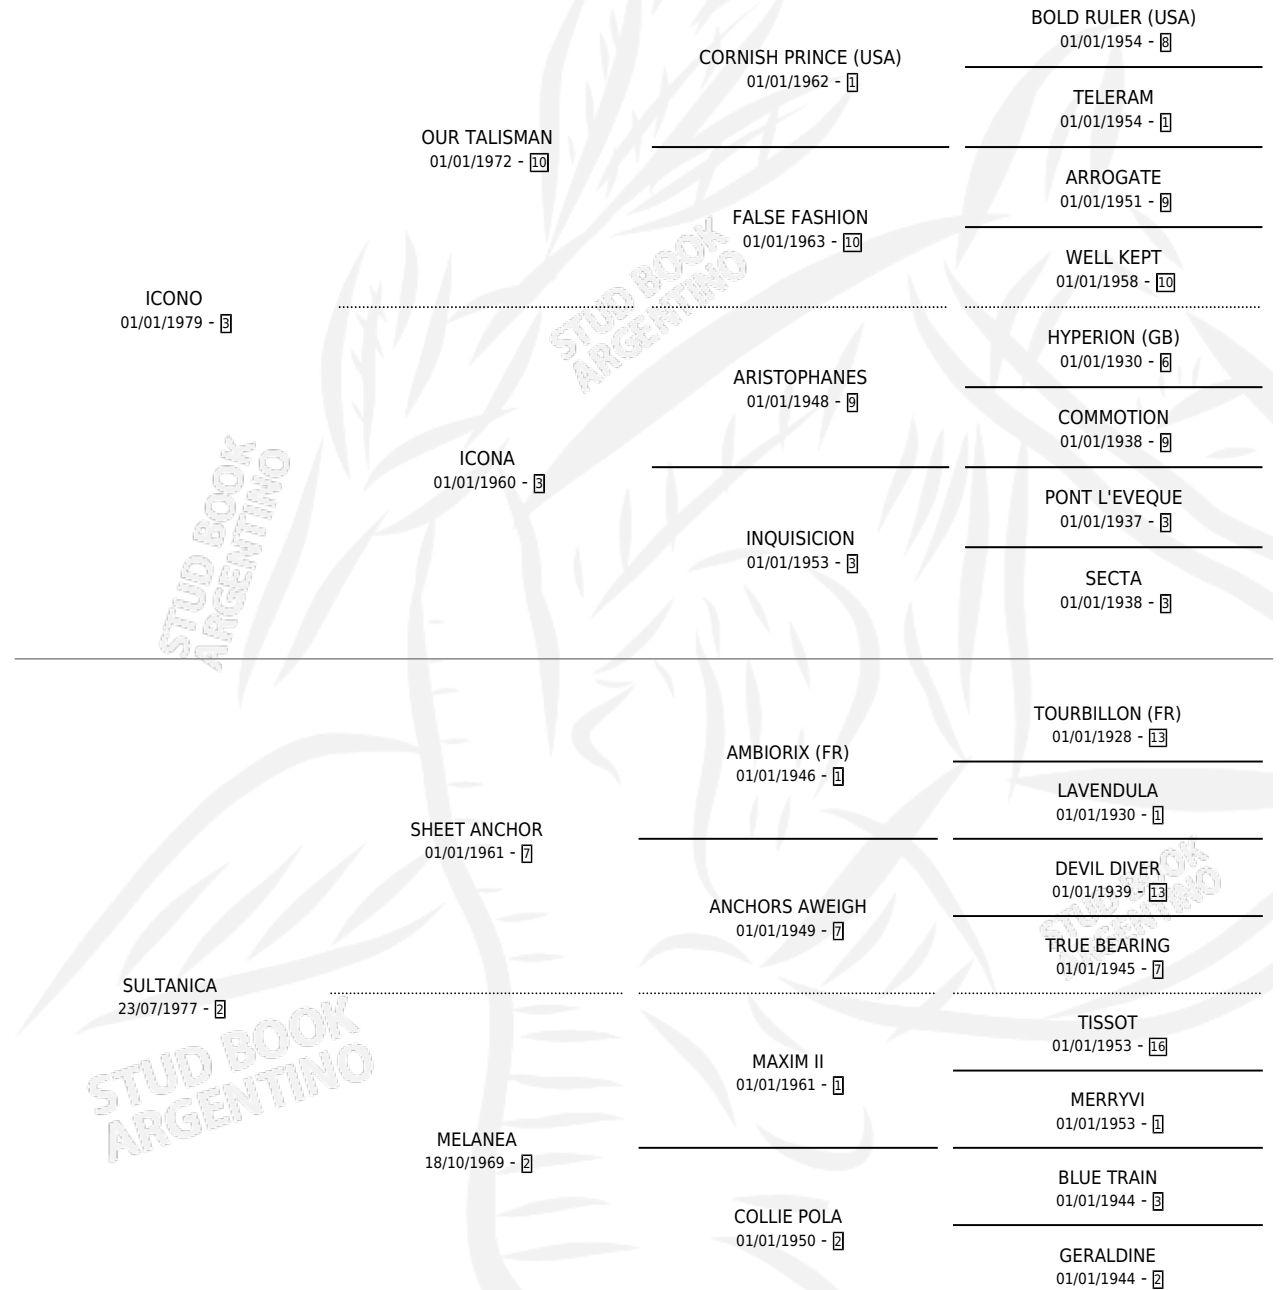 BOLD RULER (USA)
01/01/1954 - 8
CORNISH PRINCE (USA)
01/01/1962 - 1
TELERAM
01/01/1954 - 1
OUR TALISMAN
01/01/1972 - 10
ARROGATE
01/01/1951 - 9
FALSE FASHION
01/01/1963 - 10
WELL KEPT
01/01/1958 - 10
ICONO
01/01/1979 - 3
HYPERION (GB)
01/01/1930 - 6
ARISTOPHANES
01/01/1948 - 9
COMMOTION
01/01/1938 - 9
ICONA
01/01/1960 - 3
PONT L'EVEQUE
01/01/1937 - 3
INQUISICION
01/01/1953 - 3
SECTA
01/01/1938 - 3
TOURBILLON (FR)
01/01/1928 - 13
AMBIORIX (FR)
01/01/1946 - 1
LAVENDULA
01/01/1930 - 1
SHEET ANCHOR
01/01/1961 - 7
DEVIL DIVER
01/01/1939 - 13
ANCHORS AWEIGH
01/01/1949 - 7
TRUE BEARING
01/01/1945 - 7
SULTANICA
23/07/1977 - 2
TISSOT
01/01/1953 - 16
MAXIM II
01/01/1961 - 1
MERRYVI
01/01/1953 - 1
MELANEA
18/10/1969 - 2
BLUE TRAIN
01/01/1944 - 3
COLLIE POLA
01/01/1950 - 2
GERALDINE
01/01/1944 - 2
STUD BOOK
ARGENTINO
STUD BOOK
ARGENTINO
STUD BOOK
ARGENTINO
STUD BOOK
ARGENTINO